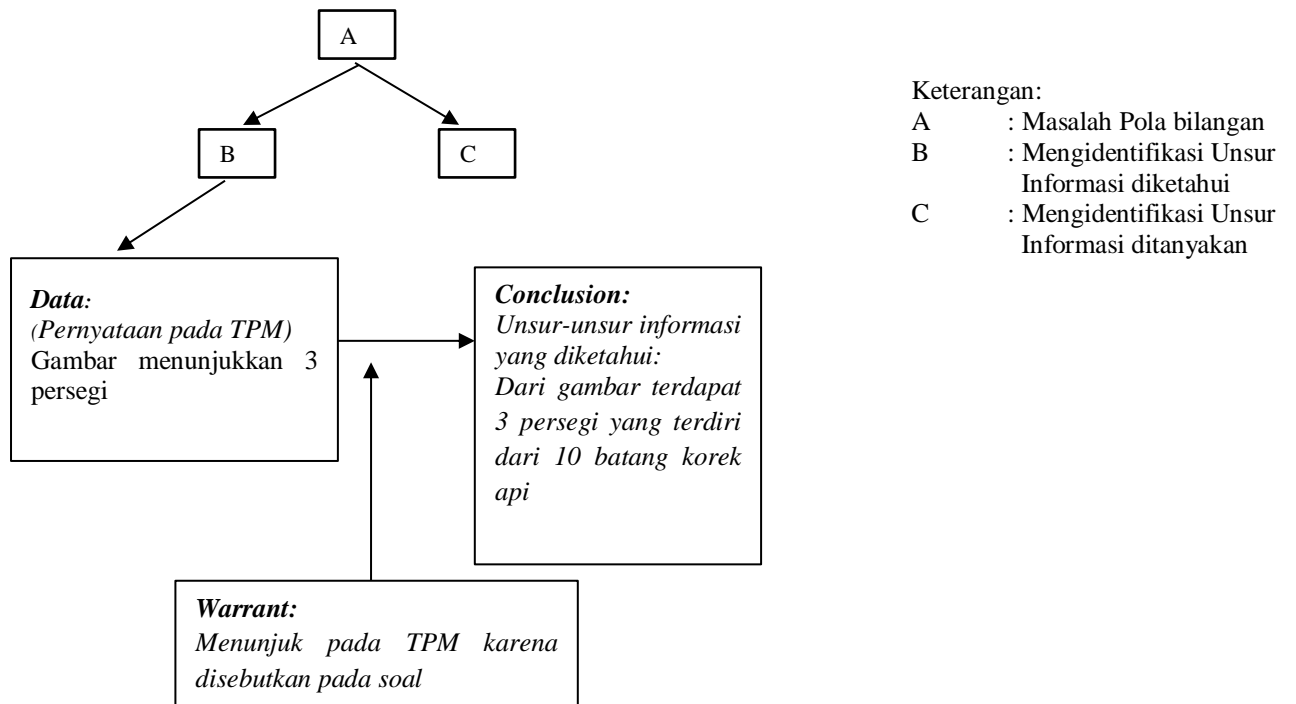 A
B
C
Keterangan:
A : Masalah Pola bilangan
B : Mengidentifikasi Unsur
Informasi diketahui
C : Mengidentifikasi Unsur
Informasi ditanyakan
Data:
(Pernyataan pada TPM)
Gambar menunjukkan 3
persegi
Conclusion:
Unsur-unsur informasi
yang diketahui:
Dari gambar terdapat
3 persegi yang terdiri
dari 10 batang korek
api
Warrant:
Menunjuk pada TPM karena
disebutkan pada soal